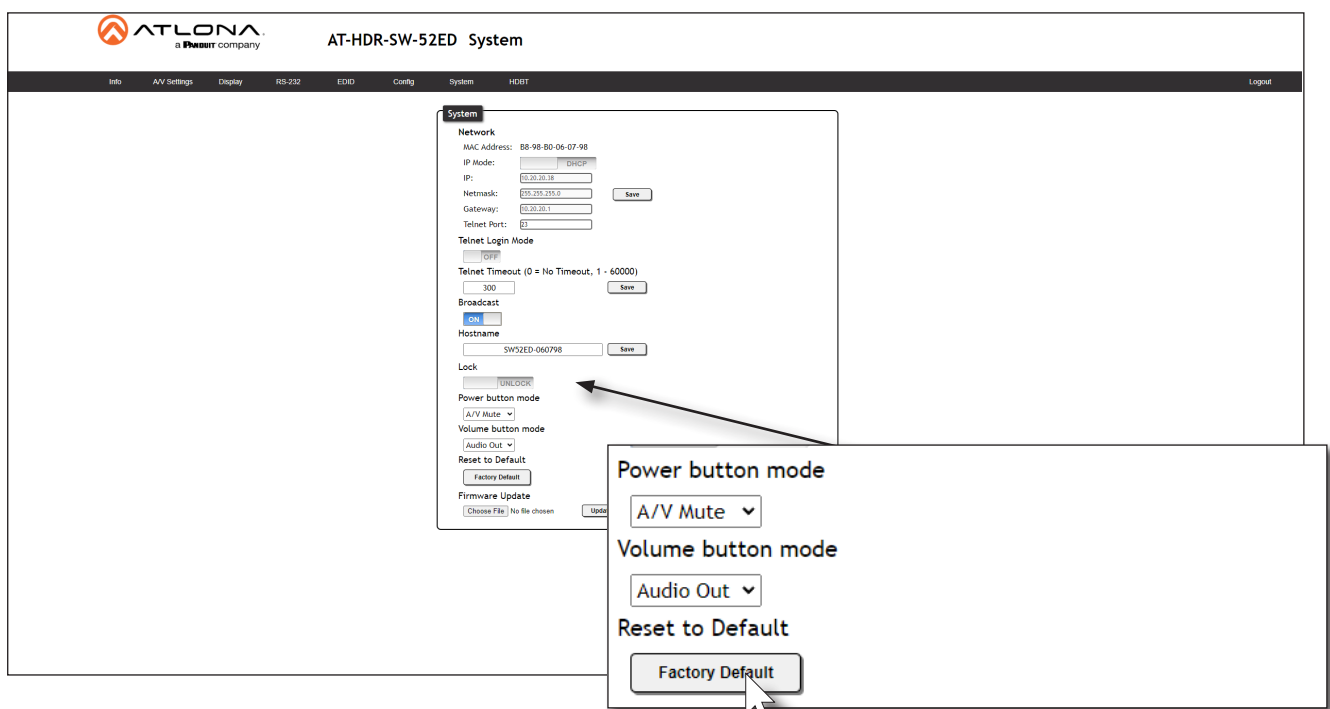 ATLONA.
a PANDUIT company
AT-HDR-SW-52ED System
Info A/V Settings Display RS-232 EDID Config System HDBT Logout
System
Network
MAC Address: B8-98-B0-06-07-98
IP Mode: DHCP
IP: 10.20.20.38
Netmask: 255.255.255.0 Save
Gateway: 10.20.20.1
Telnet Port: 23
Telnet Login Mode
OFF
Telnet Timeout (0 = No Timeout, 1 - 60000)
300 Save
Broadcast
ON
Hostname
SW52ED-060798 Save
Lock
UNLOCK
Power button mode
A/V Mute
Volume button mode
Audio Out
Reset to Default
Factory Default
Firmware Update
Choose File No file chosen Upda
Power button mode
A/V Mute
Volume button mode
Audio Out
Reset to Default
Factory Default